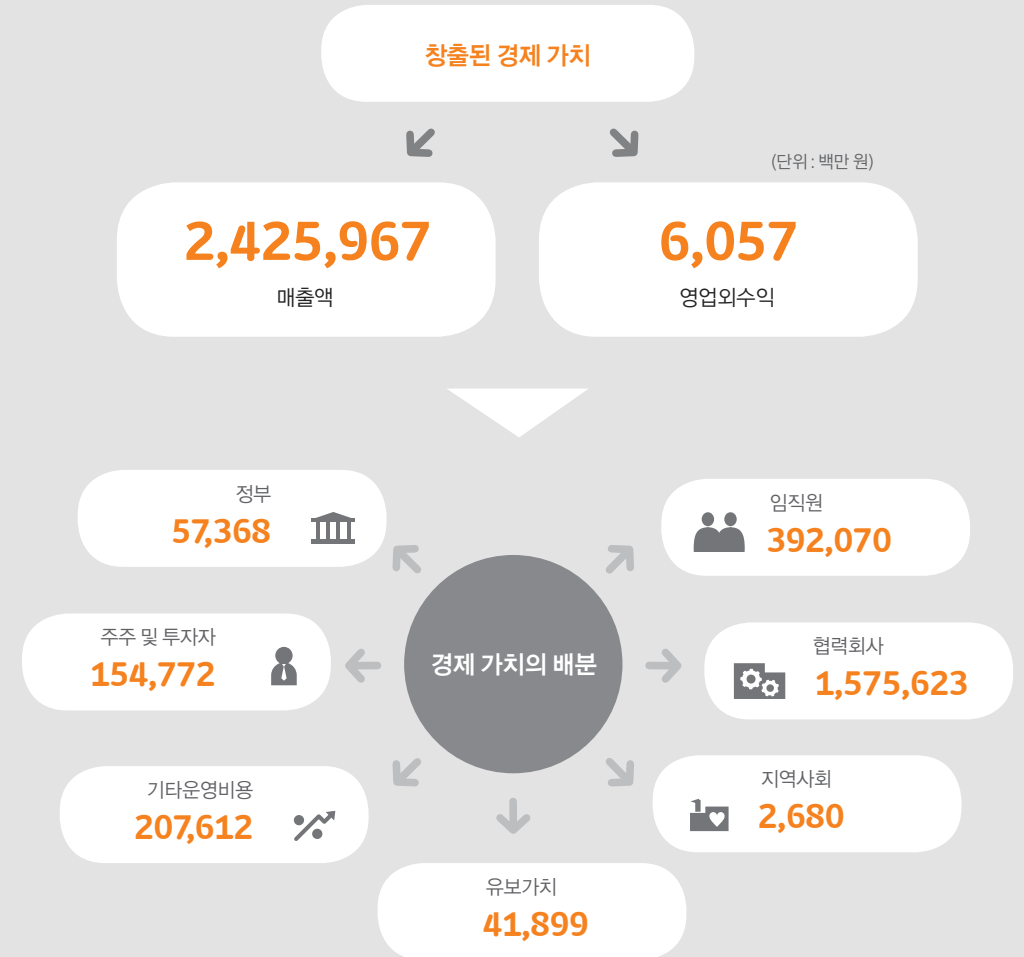 창출된 경제 가치
(단위 : 백만 원)
2,425,967
매출액
6,057
영업외수익
정부
57,368
임직원
392,070
주주 및 투자자
154,772
경제 가치의 배분
협력회사
1,575,623
기타운영비용
207,612
지역사회
2,680
유보가치
41,899